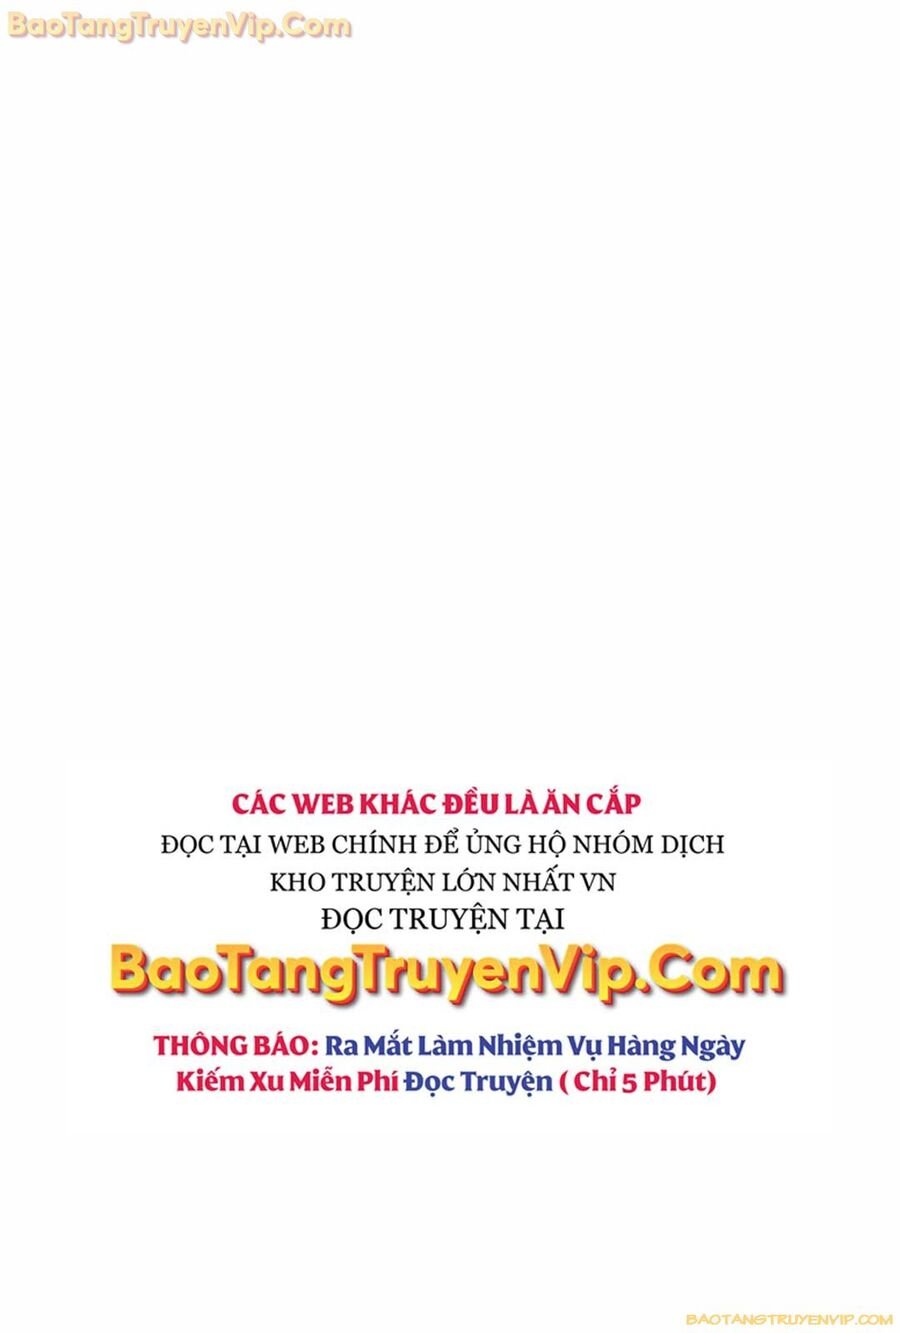 BaoTangTruyenVip.Com
CÁC WEB KHÁC ĐỀU LÀ ĂN CẮP
ĐỌC TẠI WEB CHÍNH ĐỂ ỦNG HỘ NHÓM DỊCH
KHO TRUYỆN LỚN NHẤT VN
ĐỌC TRUYỆN TẠI
BaoTangTruyenVip.Com
THÔNG BÁO: Ra Mắt Làm Nhiệm Vụ Hàng Ngày
Kiếm Xu Miễn Phí Đọc Truyện ( Chỉ 5 Phút)
BAOTANGTRUYENVIP.COM